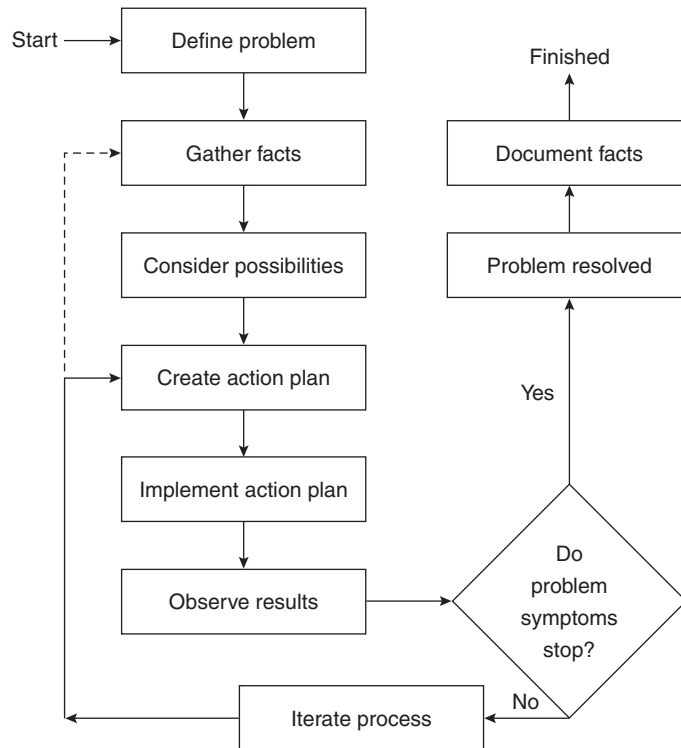 Start
Define problem
Gather facts
Consider possibilities
Create action plan
Implement action plan
Observe results
Do
problem
symptoms
stop?
No
Iterate process
Yes
Problem resolved
Document facts
Finished